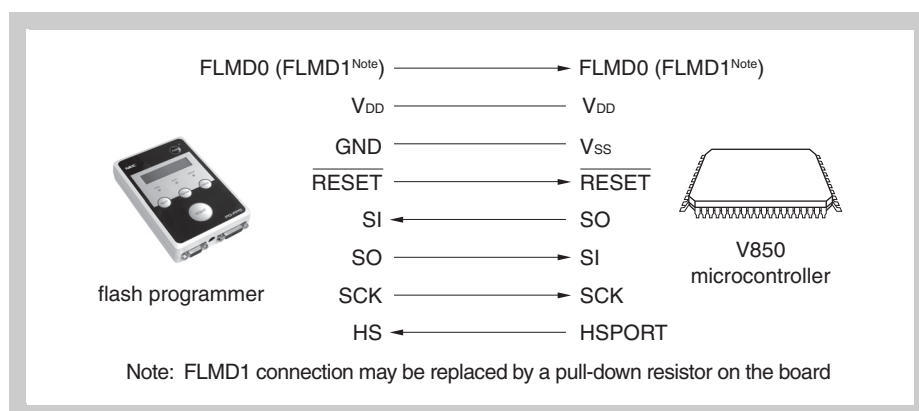 FLMD0 (FLMD1Note) FLMD0 (FLMD1Note)
VDD VDD
GND VSS
RESET RESET
SI SO
SO SI
SCK SCK
HS HSPORT
flash programmer
V850
microcontroller
Note: FLMD1 connection may be replaced by a pull-down resistor on the board